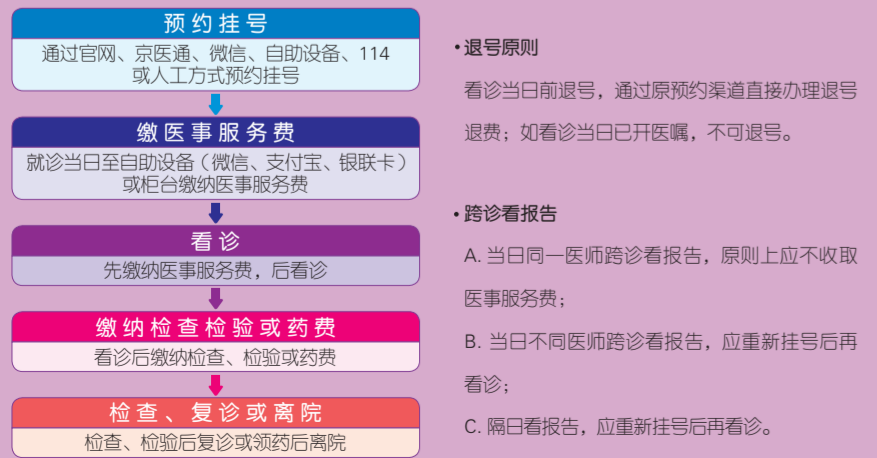 预约挂号
通过官网、京医通、微信、自助设备、114
或人工方式预约挂号
缴医事服务费
就诊当日至自助设备（微信、支付宝、银联卡）
或柜台缴纳医事服务费
看诊
先缴纳医事服务费，后看诊
缴纳检查检验或药费
看诊后缴纳检查、检验或药费
检查、复诊或离院
检查、检验后复诊或领药后离院
•退号原则
看诊当日前退号，通过原预约渠道直接办理退号
退费；如看诊当日已开医嘱，不可退号。
•跨诊看报告
A. 当日同一医师跨诊看报告，原则上应不收取
医事服务费；
B. 当日不同医师跨诊看报告，应重新挂号后再
看诊；
C. 隔日看报告，应重新挂号后再看诊。